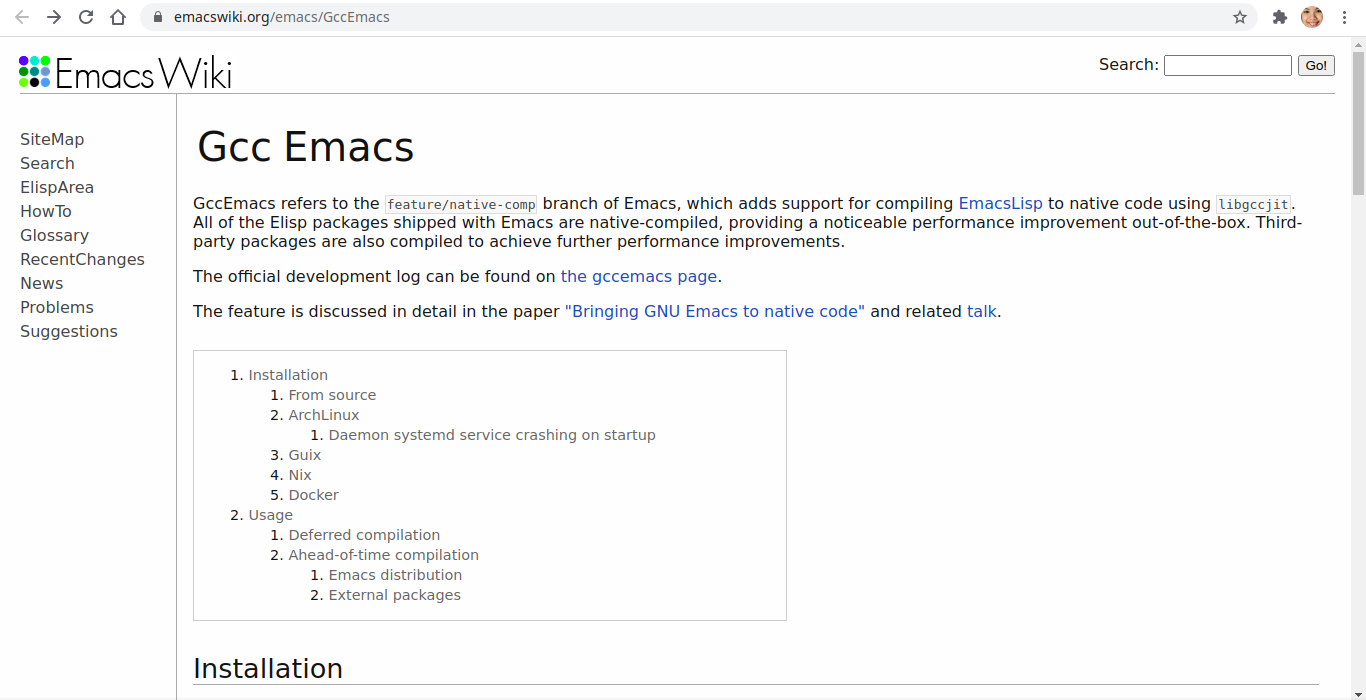 emacswiki.org/emacs/GccEmacs
EmacsWiki
Search:
Go!
SiteMap
Search
ElispArea
HowTo
Glossary
RecentChanges
News
Problems
Suggestions
Gcc Emacs
GccEmacs refers to the feature/native-comp branch of Emacs, which adds support for compiling EmacsLisp to native code using libgccjit.
All of the Elisp packages shipped with Emacs are native-compiled, providing a noticeable performance improvement out-of-the-box. Third-
party packages are also compiled to achieve further performance improvements.
The official development log can be found on the gccemacs page.
The feature is discussed in detail in the paper "Bringing GNU Emacs to native code" and related talk.
1. Installation
1. From source
2. ArchLinux
1. Daemon systemd service crashing on startup
3. Guix
4. Nix
5. Docker
2. Usage
1. Deferred compilation
2. Ahead-of-time compilation
1. Emacs distribution
2. External packages
Installation